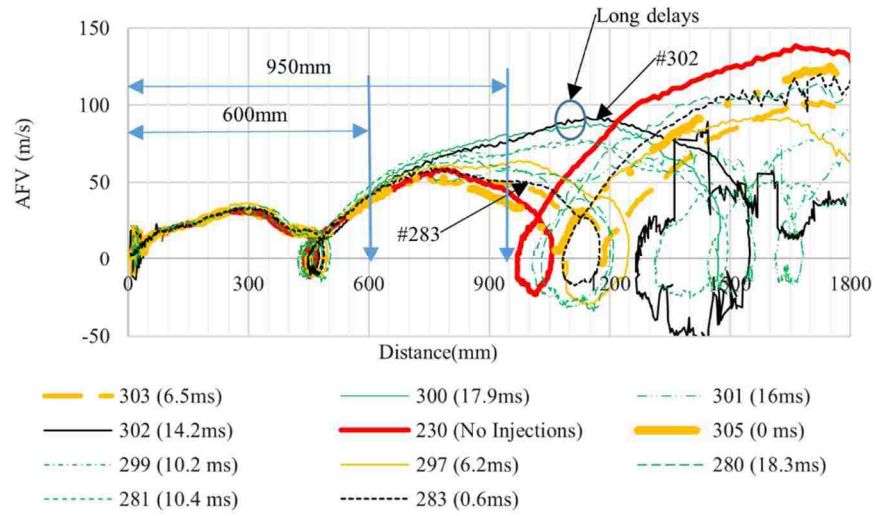 Long delays
150
950mm
#302
100
600mm
AFV (m/s)
50
#283
0
0 300 600 900 1200 1500 1800
-50
Distance(mm)
303 (6.5ms) 300 (17.9ms) 301 (16ms)
302 (14.2ms) 230 (No Injections) 305 (0 ms)
299 (10.2 ms) 297 (6.2ms) 280 (18.3ms)
281 (10.4 ms) 283 (0.6ms)